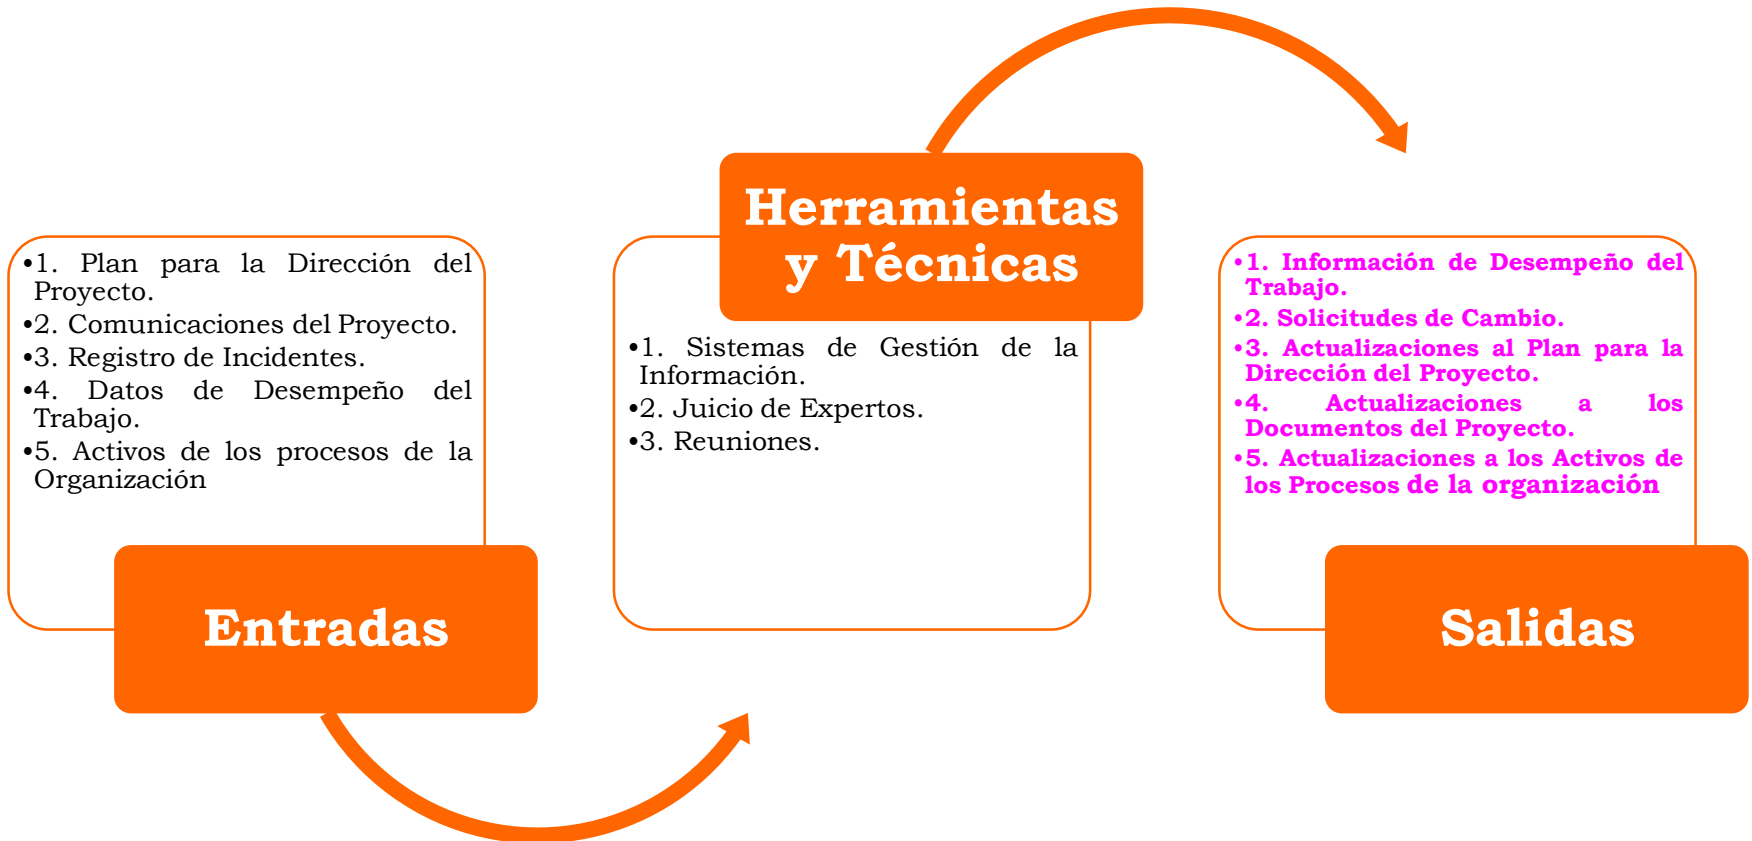 •1. Plan para la Dirección del
Proyecto.
•2. Comunicaciones del Proyecto.
•3. Registro de Incidentes.
•4. Datos de Desempeño del
Trabajo.
•5. Activos de los procesos de la
Organización
Entradas
Herramientas
y Técnicas
•1. Sistemas de Gestión de la
Información.
•2. Juicio de Expertos.
•3. Reuniones.
•1. Información de Desempeño del
Trabajo.
•2. Solicitudes de Cambio.
•3. Actualizaciones al Plan para la
Dirección del Proyecto.
•4. Actualizaciones a los
Documentos del Proyecto.
•5. Actualizaciones a los Activos de
los Procesos de la organización
Salidas